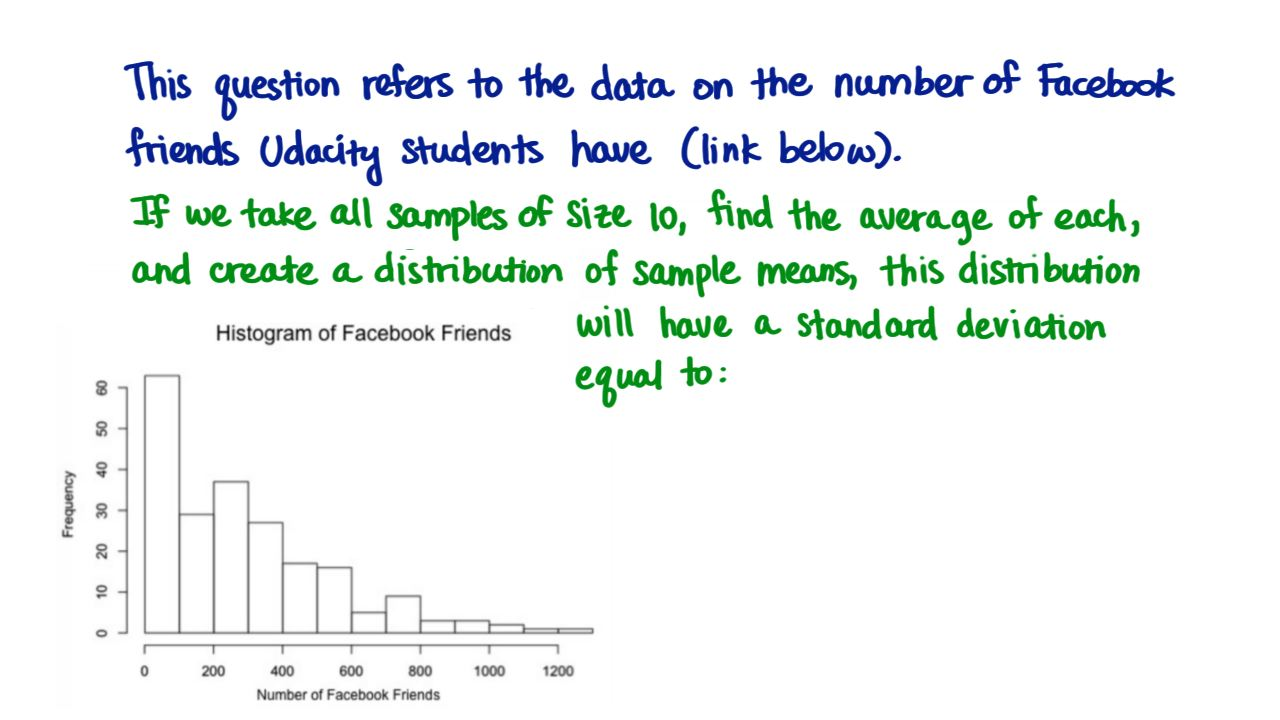 This question refers to the data on the number of Facebook
friends Udacity students have (link below).
If we take all samples of size 10, find the average of each,
and create a distribution of sample means, this distribution
will have a standard deviation
equal to:
Histogram of Facebook Friends
Frequency
60
50
40
30
20
10
0
0 200 400 600 800 1000 1200
Number of Facebook Friends